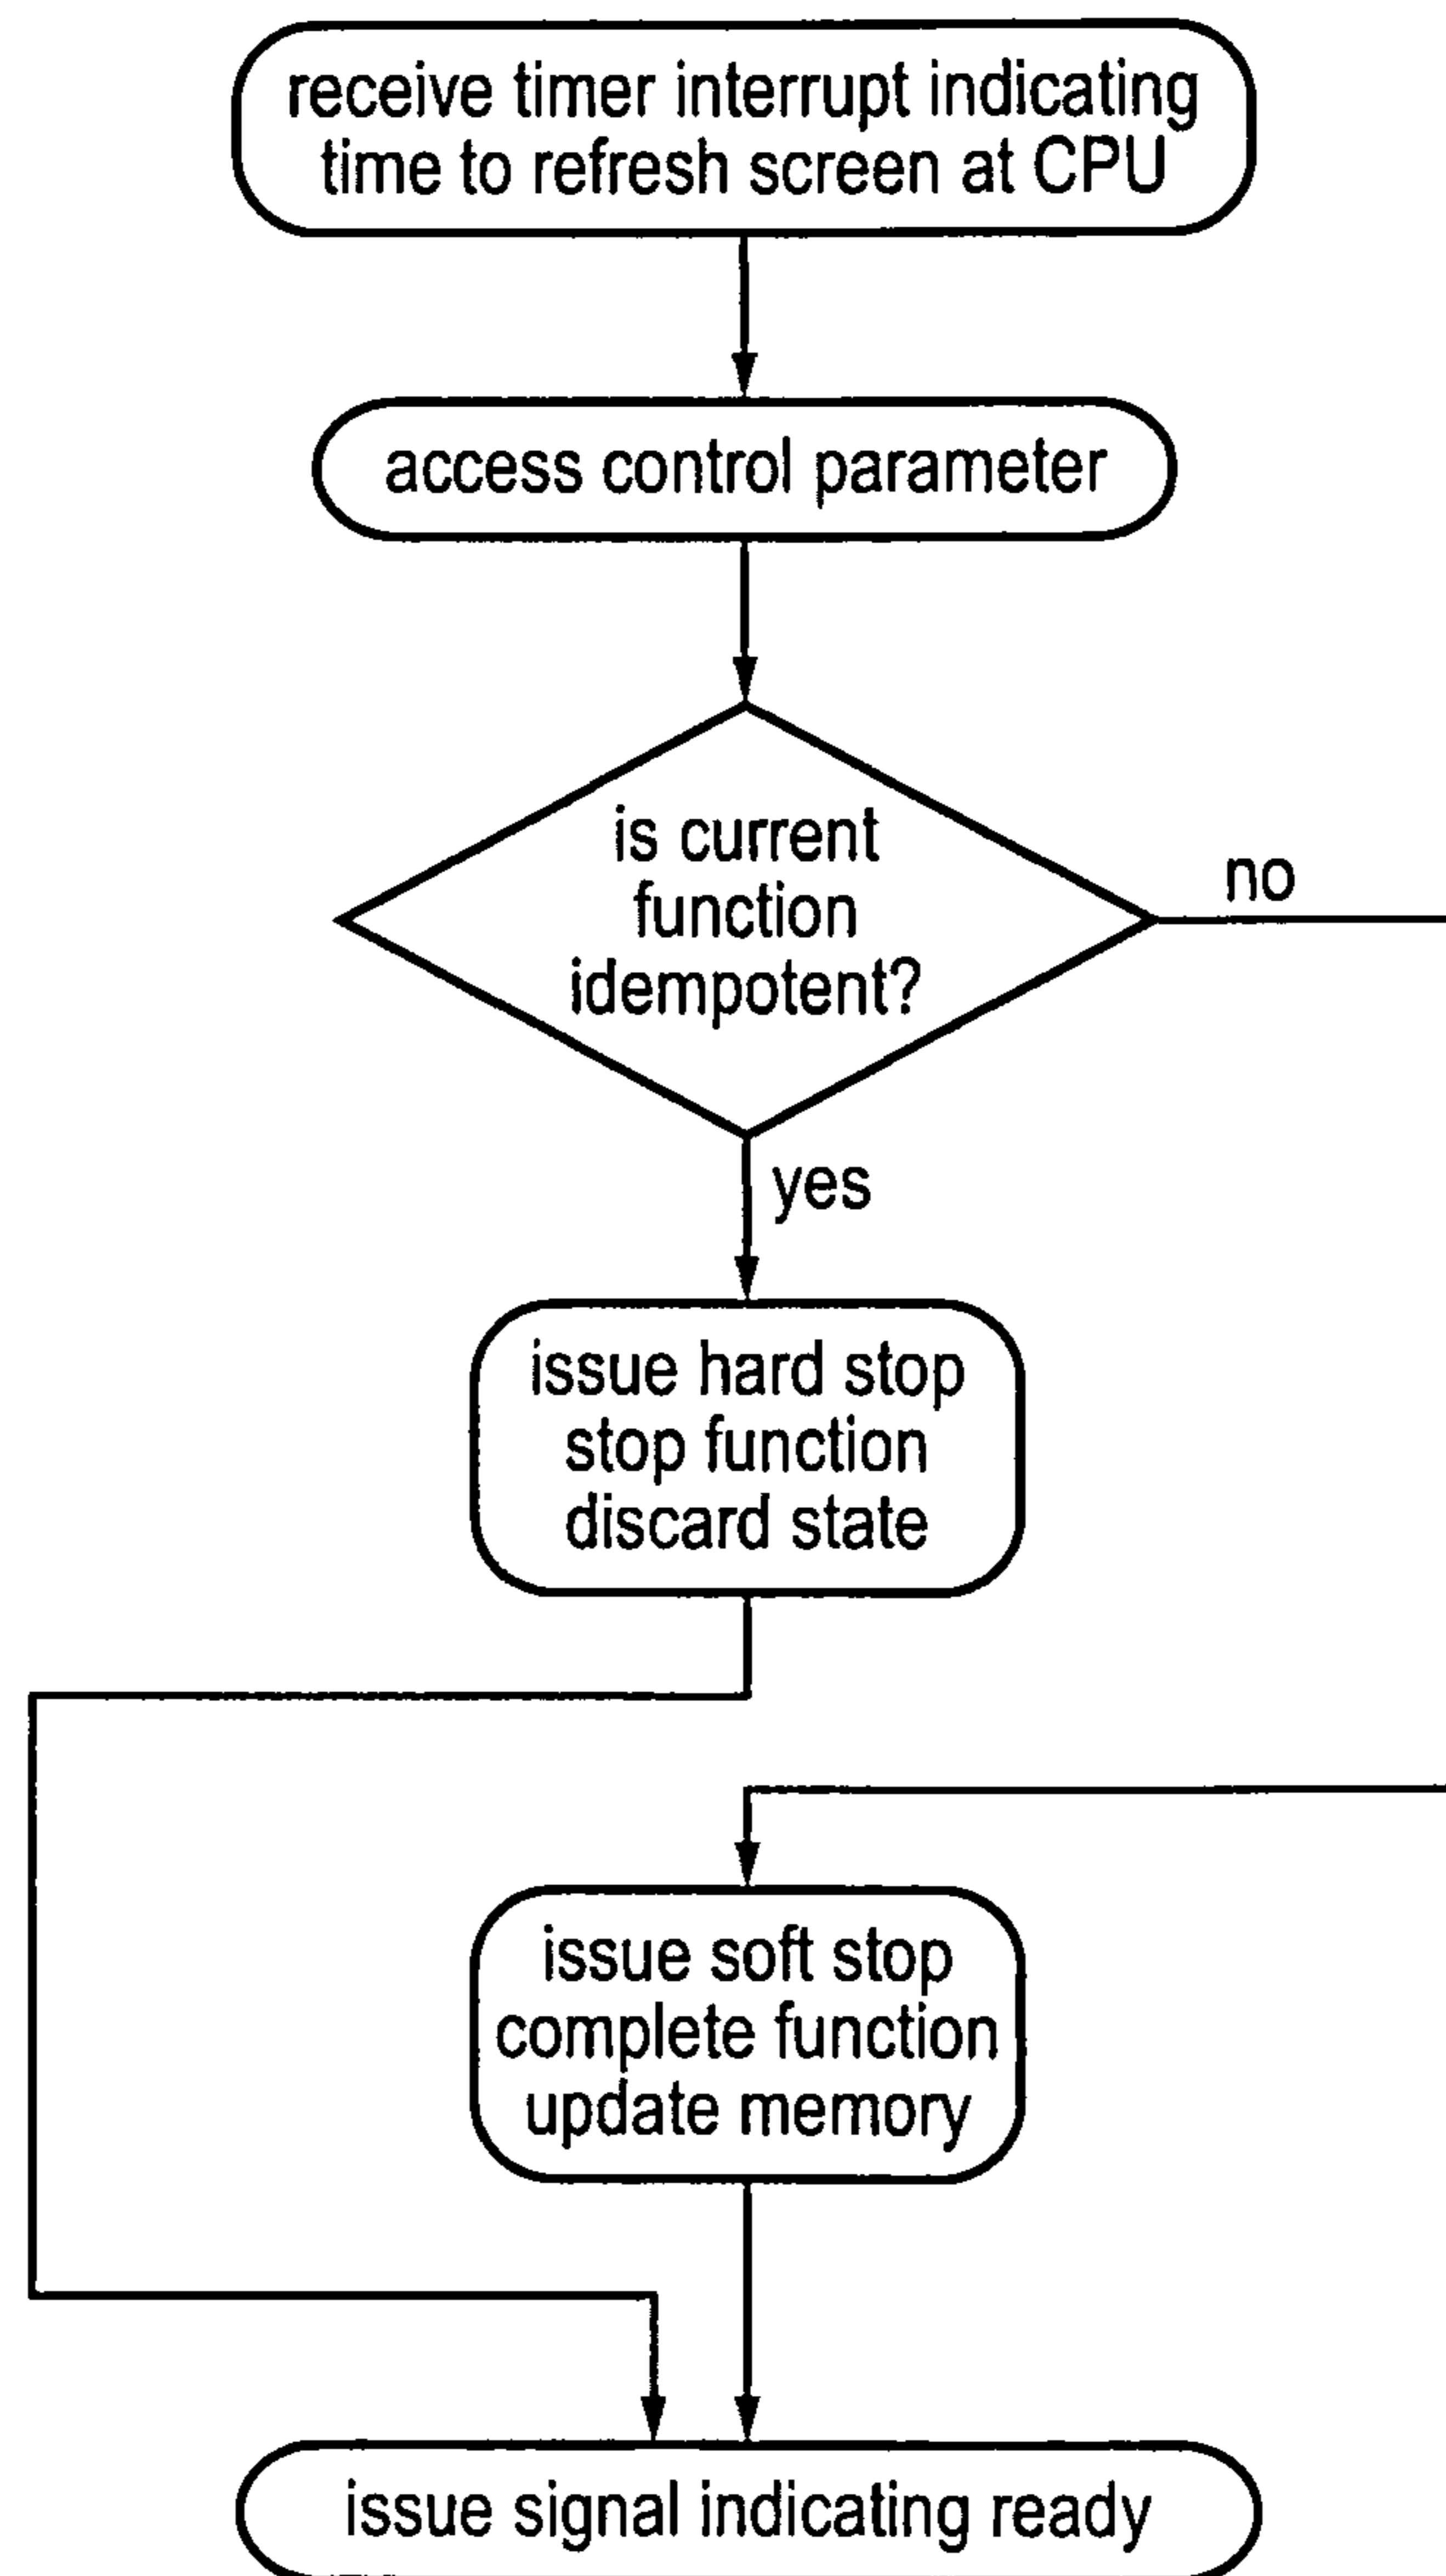 receive timer interrupt indicating
time to refresh screen at CPU
access control parameter
is current
function
idempotent?
no
yes
issue hard stop
stop function
discard state
issue soft stop
complete function
update memory
issue signal indicating ready